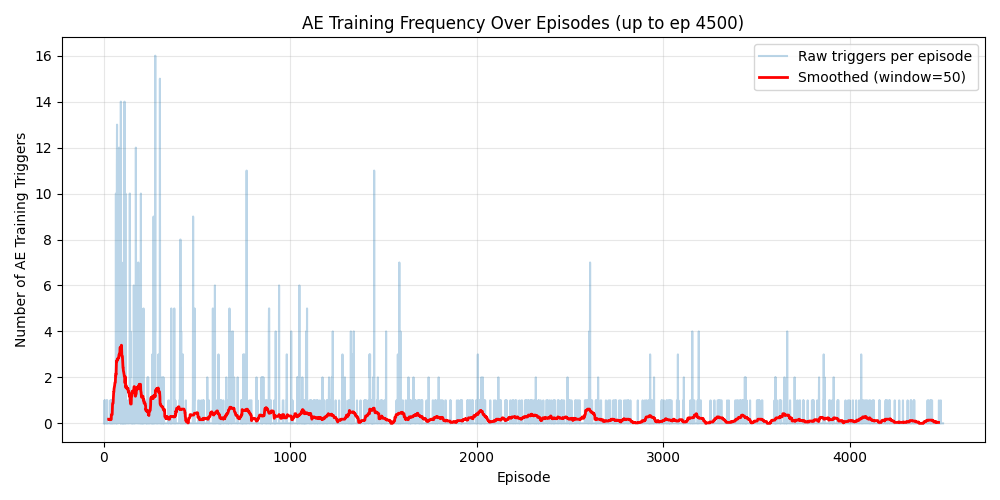 AE Training Frequency Over Episodes (up to ep 4500)
Raw triggers per episode
Smoothed (window=50)
Number of AE Training Triggers
16
14
12
10
8
6
4
2
0
0 1000 2000 3000 4000
Episode